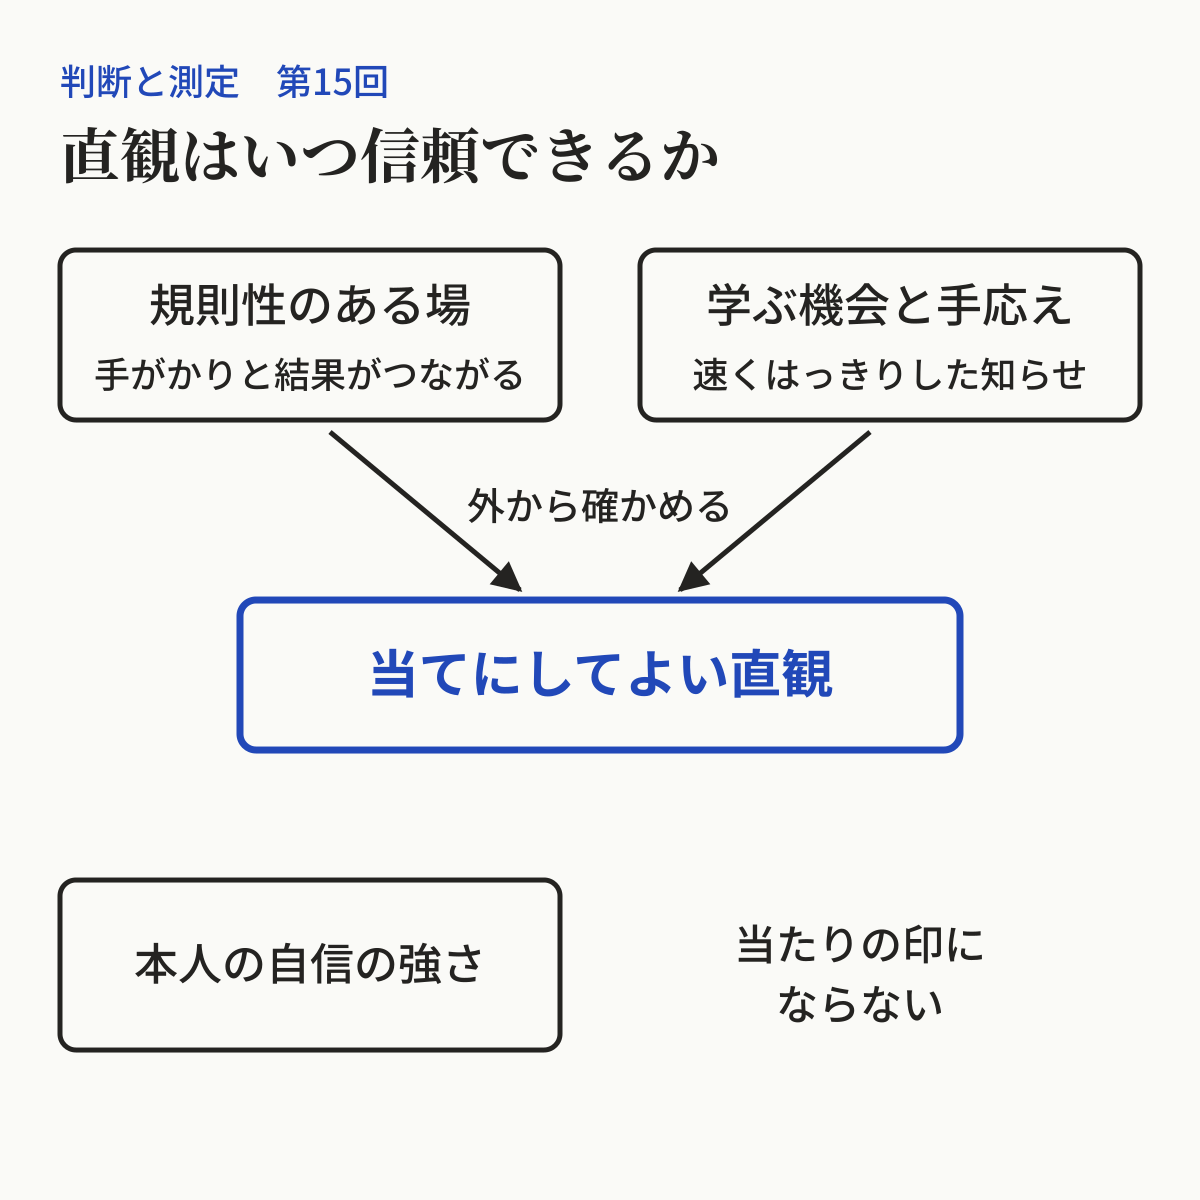 判断と測定　第15回
直観はいつ信頼できるか
規則性のある場
手がかりと結果がつながる
学ぶ機会と手応え
速くはっきりした知らせ
外から確かめる
当てにしてよい直観
本人の自信の強さ
当たりの印に
ならない